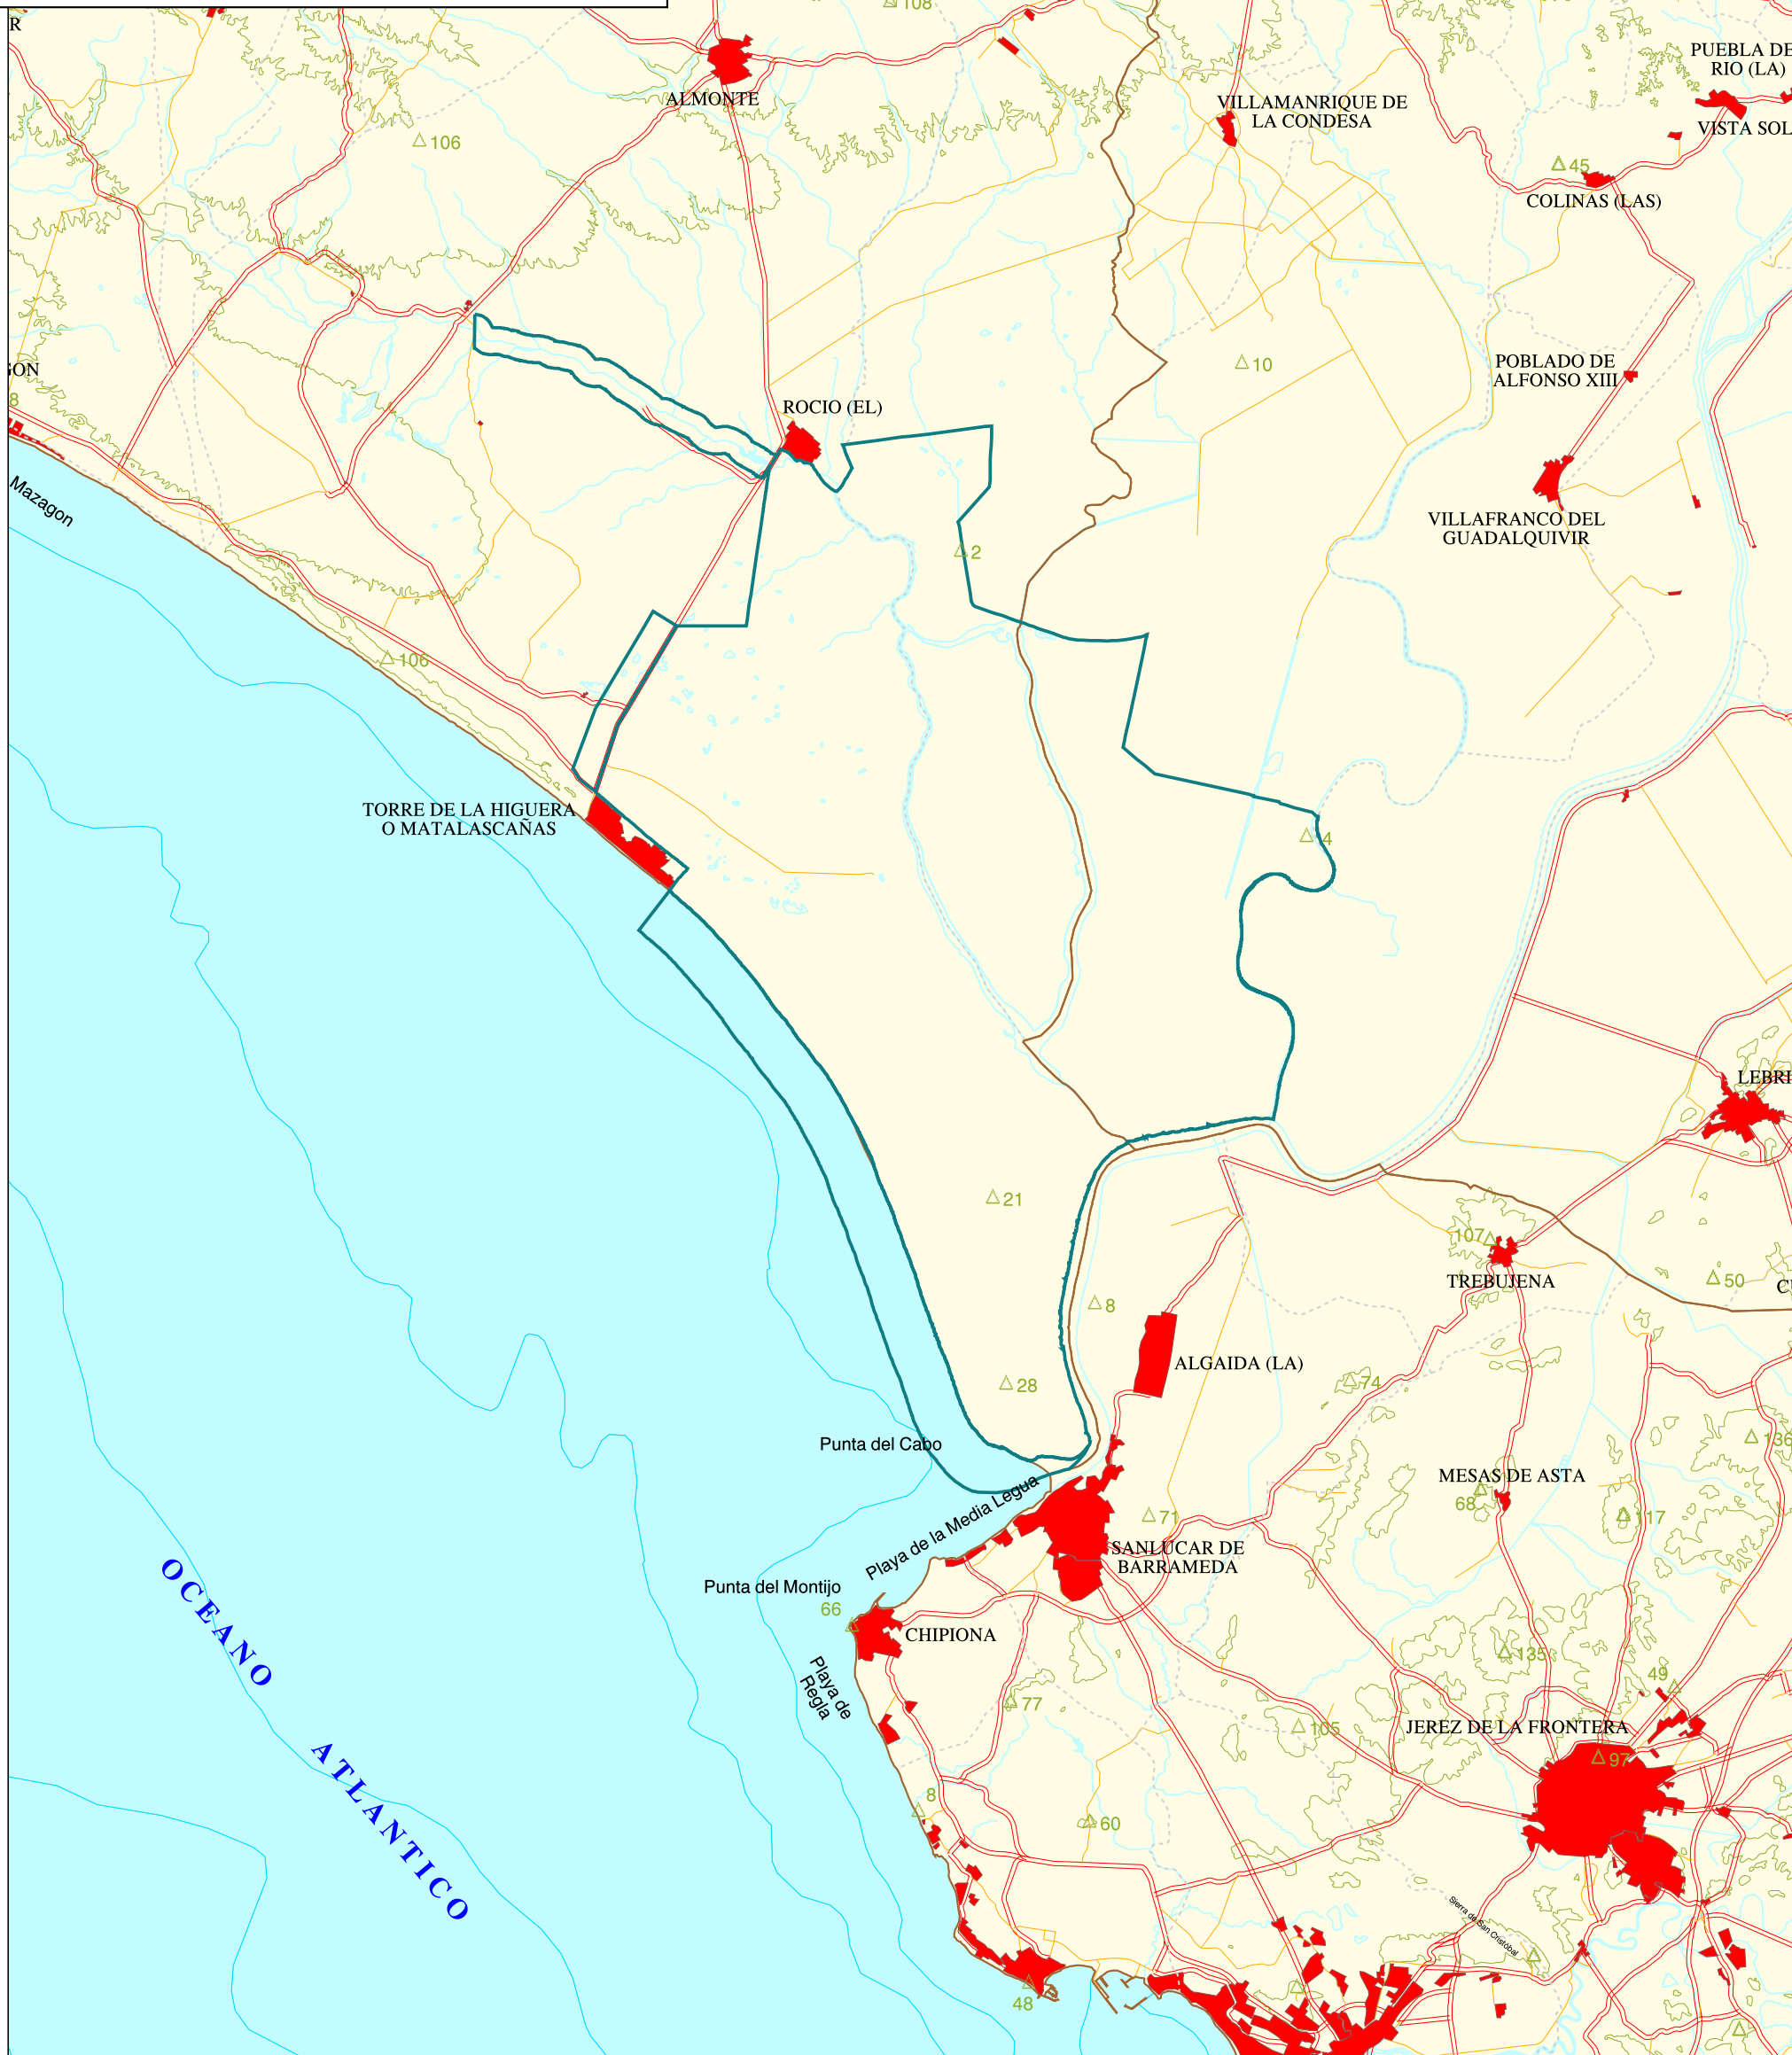 R
108
ALMONTE
106
VILLAMANRIQUE DE
LA CONDESA
PUEBLA DE
RIO (LA)
VISTA SOL
45
COLINAS (LAS)
10
POBLADO DE
ALFONSO XIII
GON
8
ROCIO (EL)
Mazagon
VILLAFRANCO DEL
GUADALQUIVIR
2
106
TORRE DE LA HIGUERA
O MATALASCAÑAS
4
LEBRI
21
107
TREBUJENA
50
8
ALGAIDA (LA)
74
28
Punta del Cabo
136
MESAS DE ASTA
68
Playa de la Media Legua
71
117
SANLUCAR DE
BARRAMEDA
Punta del Montijo
66
CHIPIONA
OCEANO
ATLANTICO
Playa de
Regla
77
135
49
105
JEREZ DE LA FRONTERA
97
8
60
Sierra de San Cristóbal
48